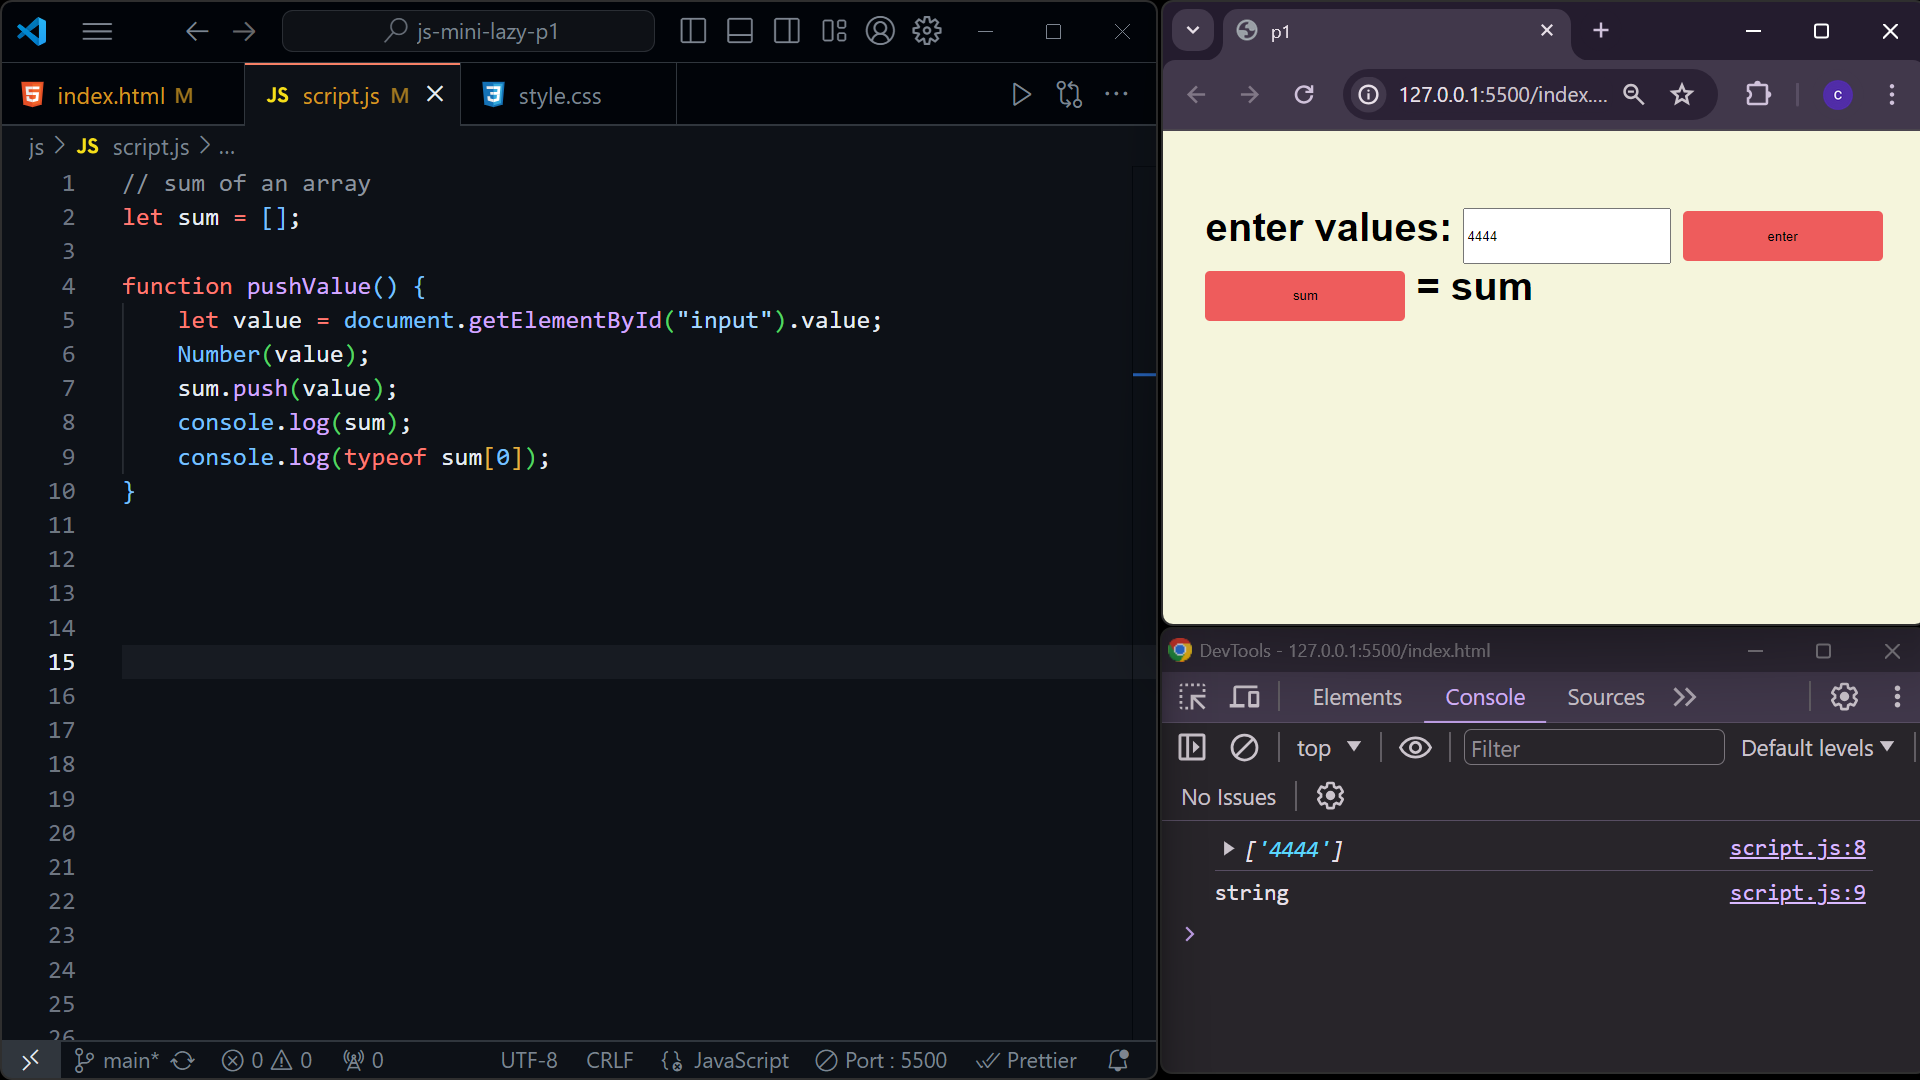 js-mini-lazy-p1
index.html M
JS script.js M
style.css
js > JS script.js > ...
1 // sum of an array
2 let sum = [];
3
4 function pushValue() {
5 let value = document.getElementById("input").value;
6 Number(value);
7 sum.push(value);
8 console.log(sum);
9 console.log(typeof sum[0]);
10 }
11
12
13
14
15
16
17
18
19
20
21
22
23
24
25
26
main* 0 0 0 UTF-8 CRLF JavaScript Port : 5500 Prettier
p1
127.0.0.1:5500/index....
c
enter values: 4444 enter
sum = sum
DevTools - 127.0.0.1:5500/index.html
Elements Console Sources
top Filter Default levels
No Issues
['4444'] script.js:8
string script.js:9